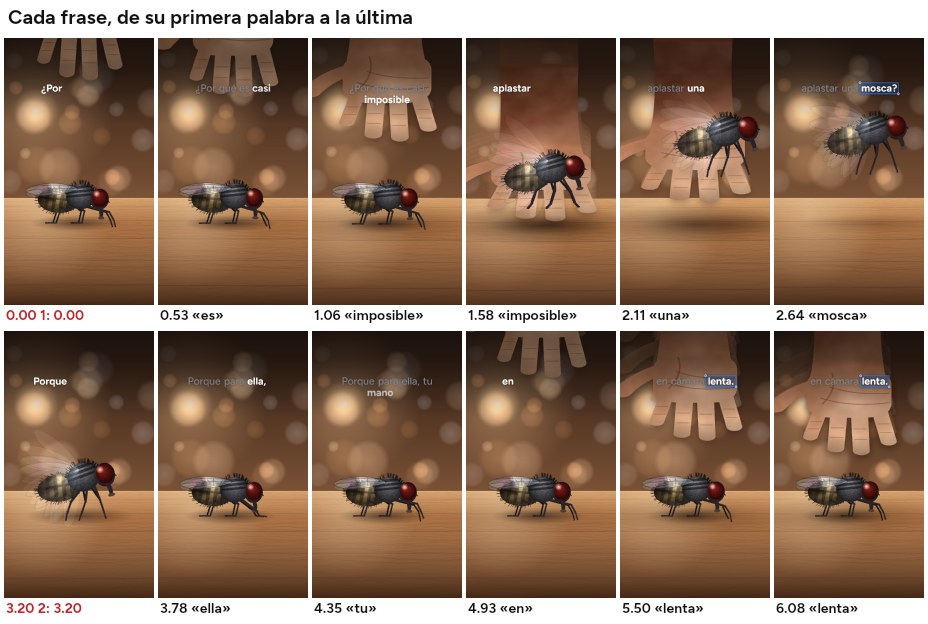 Cada frase, de su primera palabra a la última
¿Por
¿Por qué es casi
¿Por qué es casi
imposible
aplastar
aplastar una
aplastar una mosca?
0.00 1: 0.00
0.53 «es»
1.06 «imposible»
1.58 «imposible»
2.11 «una»
2.64 «mosca»
Porque
Porque para ella,
Porque para ella, tu
mano
en
en cámara lenta.
en cámara lenta.
3.20 2: 3.20
3.78 «ella»
4.35 «tu»
4.93 «en»
5.50 «lenta»
6.08 «lenta»